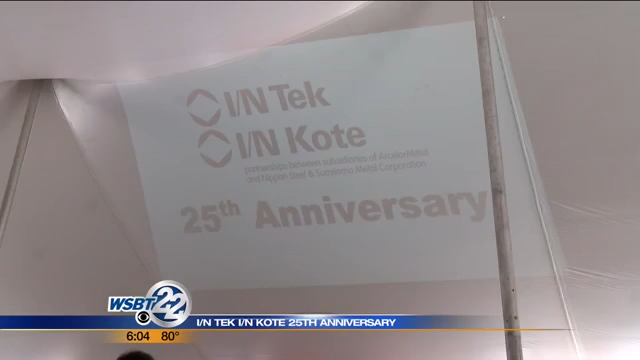 I/N Tek
I/N Kote
partnerships between subsidiaries of ArcelorMittal
and Nippon Steel & Sumitomo Metal Corporation
25th Anniversary
WSBT 22
6:04 80°
I/N TEK I/N KOTE 25TH ANNIVERSARY